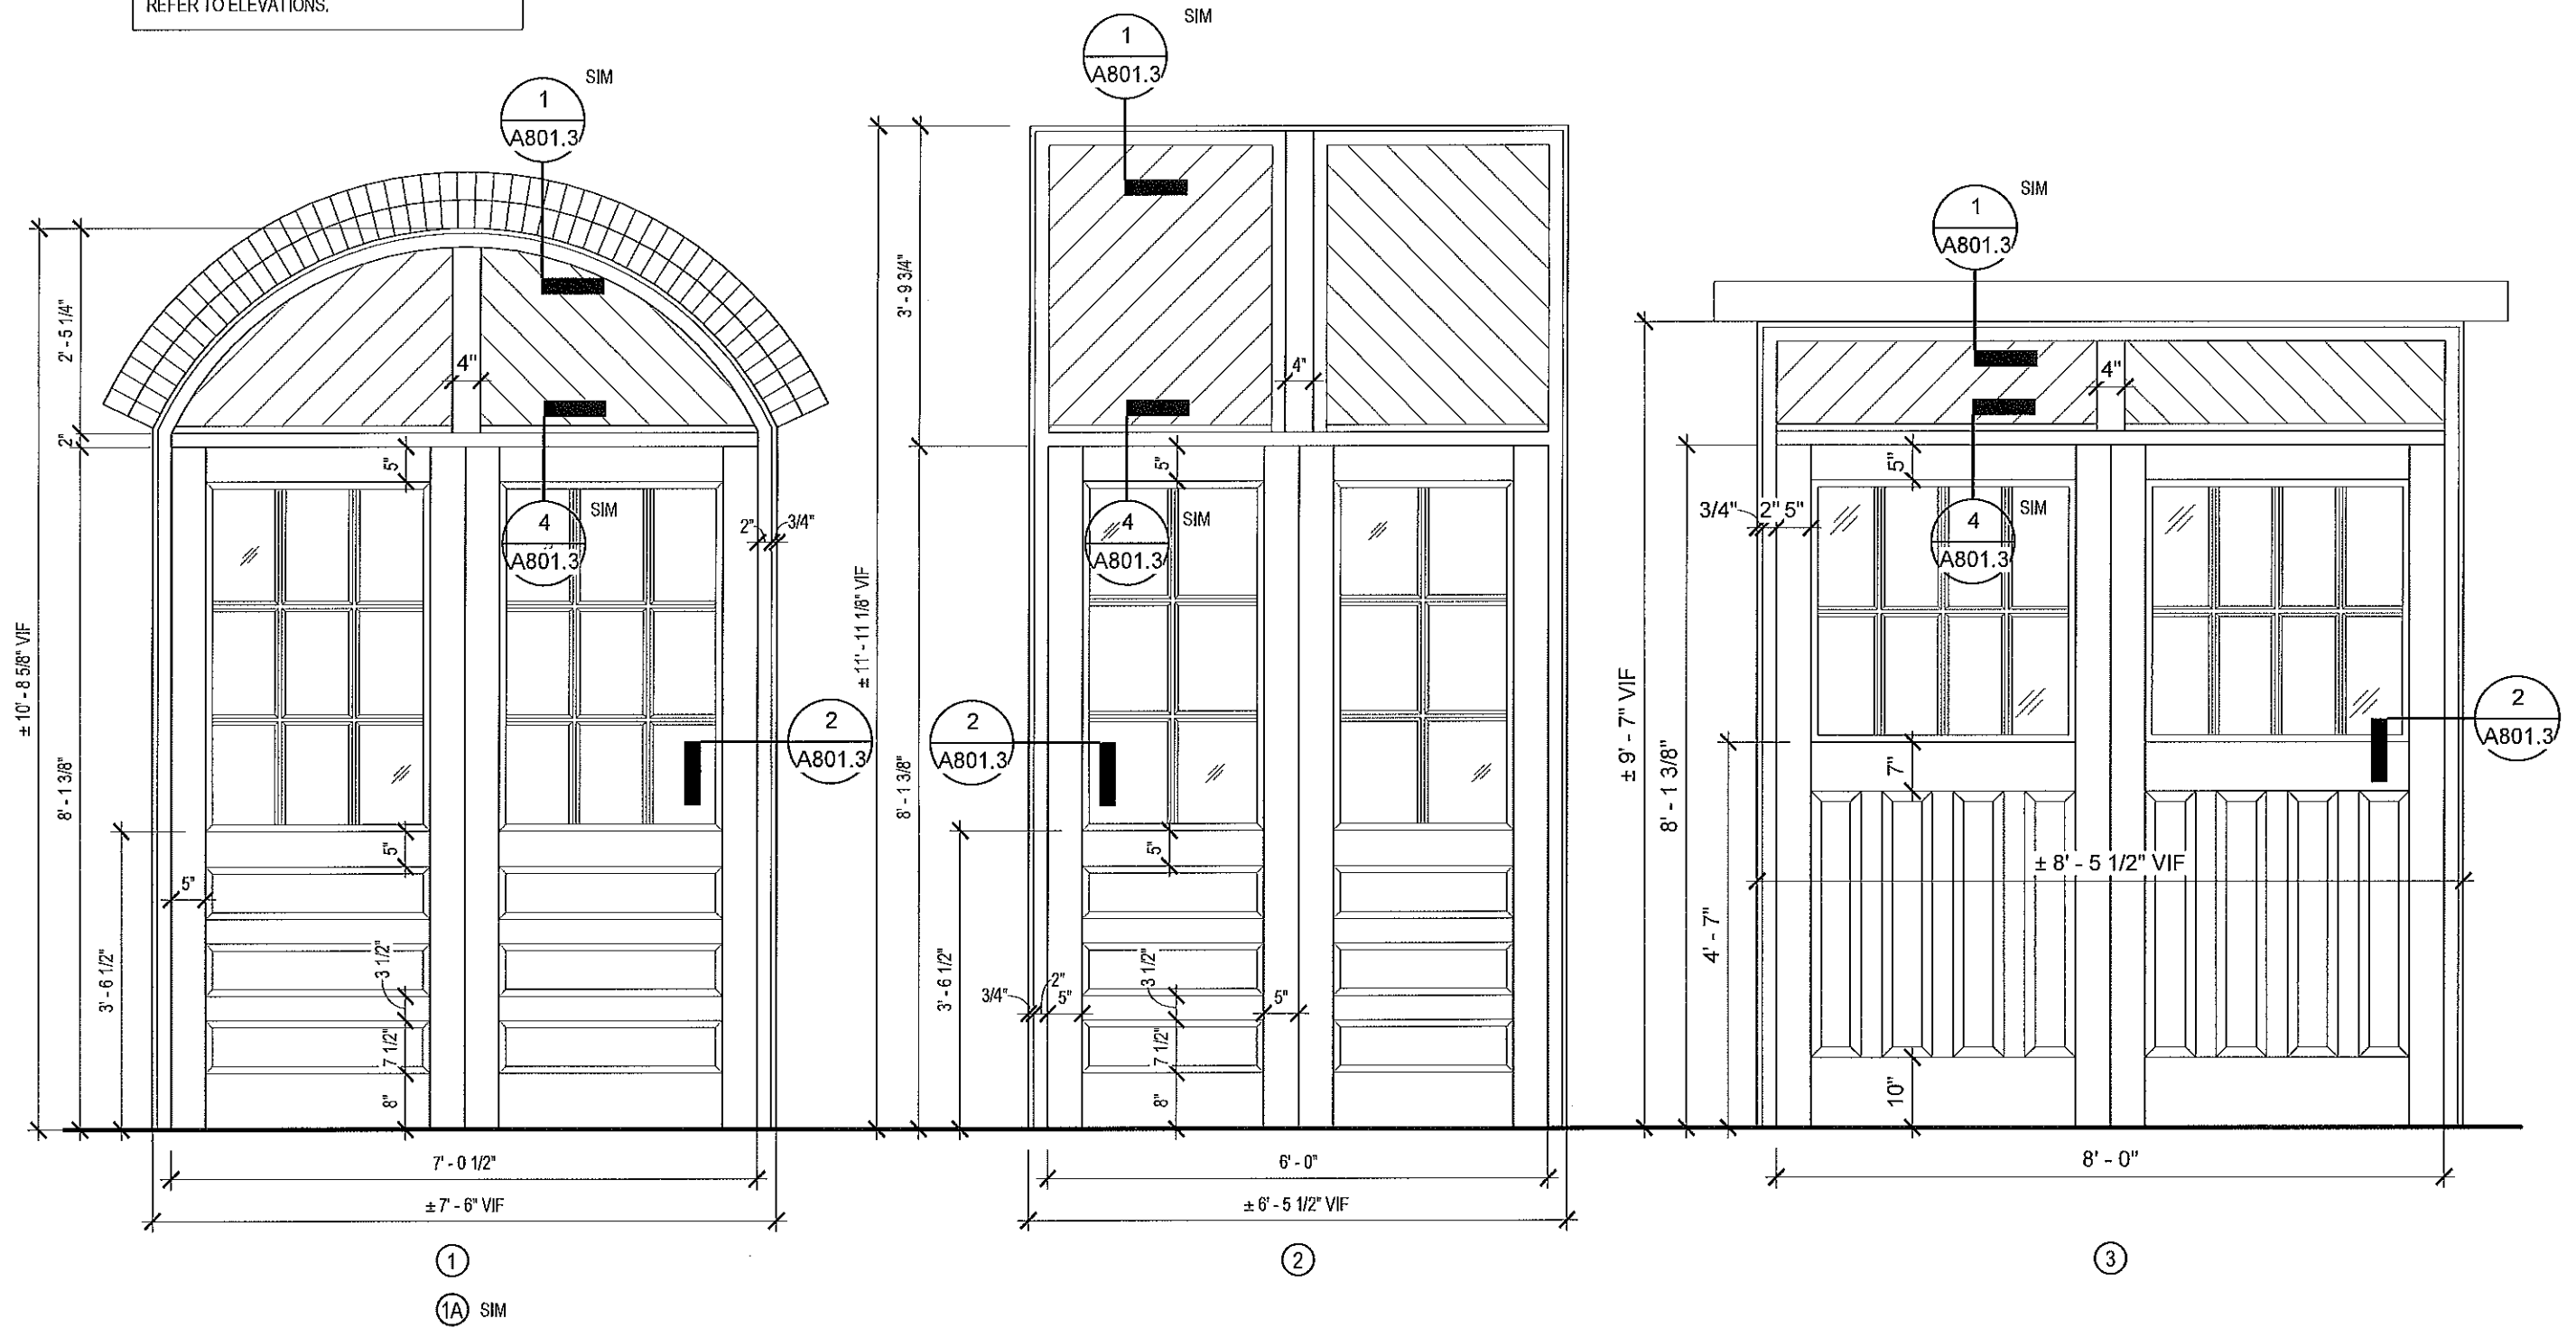 REFER TO ELEVATIONS.
1
A801.3
SIM
± 10' - 8 5/8" VIF
2' - 5 1/4"
2"
8' - 1 3/8"
3' - 6 1/2"
4"
5"
4
A801.3
SIM
2"
3/4"
2
A801.3
5"
5"
3 1/2"
7 1/2"
8"
7' - 0 1/2"
± 7' - 6" VIF
1
1A SIM
1
A801.3
SIM
± 11' - 11 1/8" VIF
3' - 9 3/4"
8' - 1 3/8"
3' - 6 1/2"
4"
5"
4
A801.3
SIM
2
A801.3
5"
3/4"
2"
5"
3 1/2"
5"
7 1/2"
8"
6' - 0"
± 6' - 5 1/2" VIF
2
1
A801.3
SIM
± 9' - 7" VIF
8' - 1 3/8"
4' - 7"
4"
5"
3/4"
2"
5"
4
A801.3
SIM
2
A801.3
7"
± 8' - 5 1/2" VIF
10"
8' - 0"
3